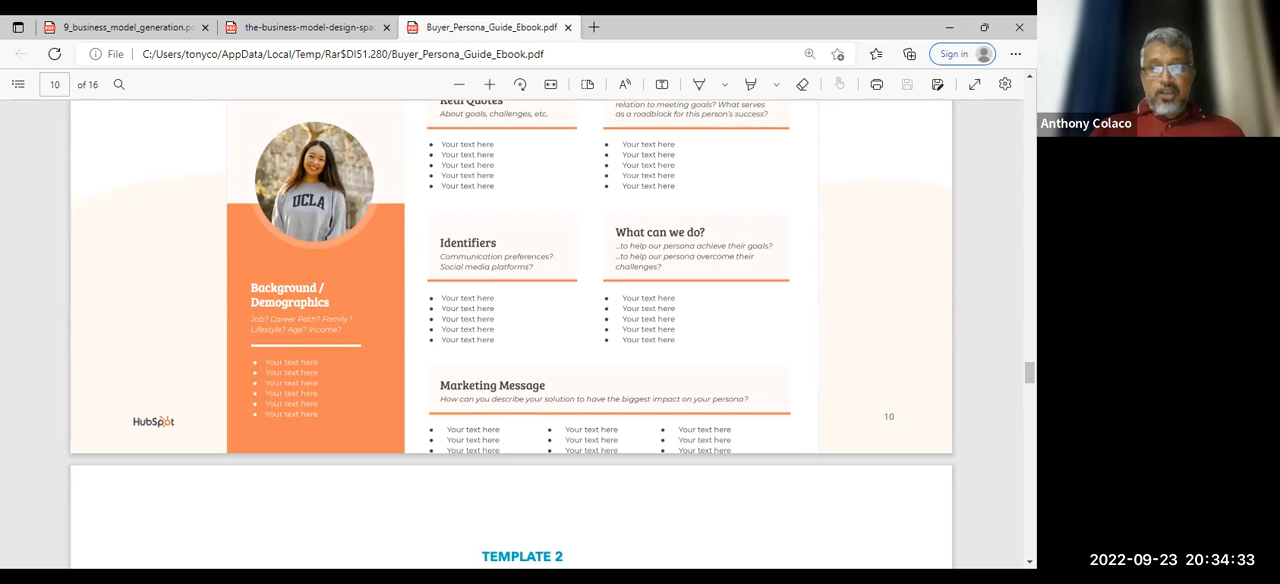 9_business_model_generation.p
the-business-model-design-spa
Buyer_Persona_Guide_Ebook.pdf
File
C:/Users/tonyco/AppData/Local/Temp/Rar$DI51.280/Buyer_Persona_Guide_Ebook.pdf
Sign in
10
of 16
Real Quotes
About goals, challenges, etc.
relation to meeting goals? What serves
as a roadblock for this person's success?
Your text here
Your text here
Your text here
Your text here
Your text here
Your text here
Your text here
Your text here
Your text here
Your text here
UCLA
Identifiers
Communication preferences?
Social media platforms?
What can we do?
...to help our persona achieve their goals?
...to help our persona overcome their
challenges?
Your text here
Your text here
Your text here
Your text here
Your text here
Your text here
Your text here
Your text here
Your text here
Your text here
Background /
Demographics
Job? Career Path? Family?
Lifestyle? Age? Income?
Your text here
Your text here
Your text here
Your text here
Your text here
Your text here
Marketing Message
How can you describe your solution to have the biggest impact on your persona?
Your text here
Your text here
Your text here
Your text here
Your text here
Your text here
Your text here
Your text here
Your text here
HubSpot
10
TEMPLATE 2
Anthony Colaco
2022-09-23 20:34:33